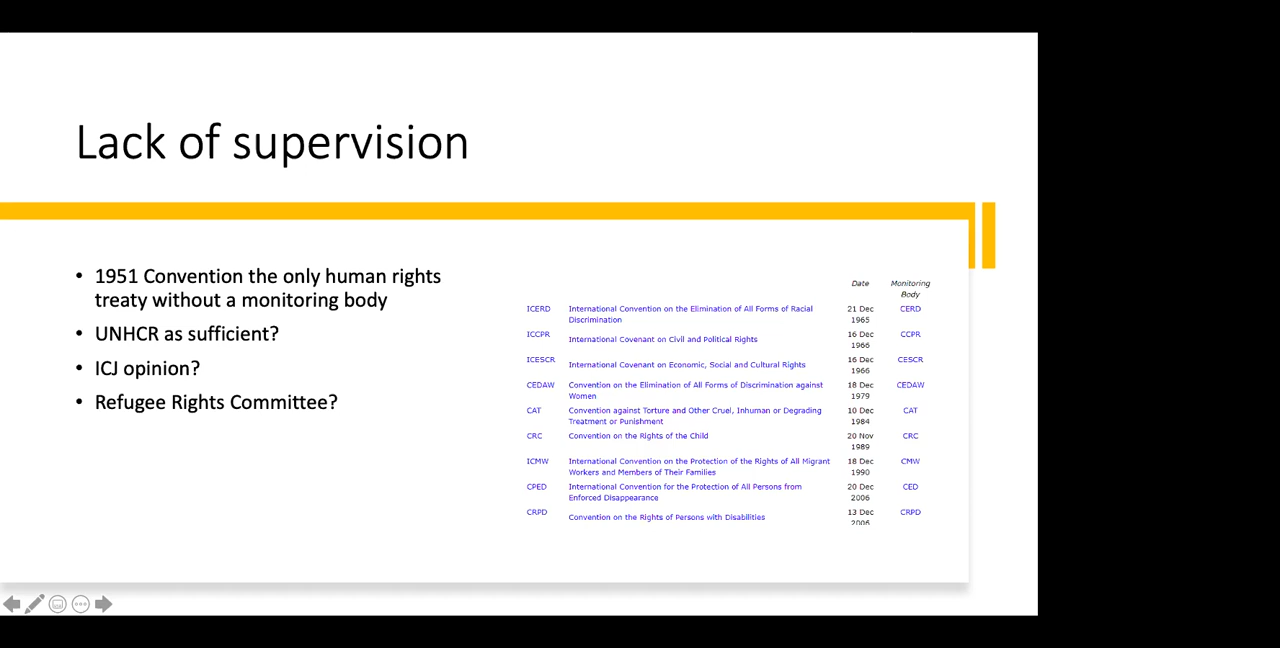 Lack of supervision
• 1951 Convention the only human rights
treaty without a monitoring body
• UNHCR as sufficient?
• ICJ opinion?
• Refugee Rights Committee?
Date Monitoring
Body
ICERD International Convention on the Elimination of All Forms of Racial 21 Dec CERD
Discrimination 1965
ICCPR International Covenant on Civil and Political Rights 16 Dec CCPR
1966
ICESCR International Covenant on Economic, Social and Cultural Rights 16 Dec CESCR
1966
CEDAW Convention on the Elimination of All Forms of Discrimination against 18 Dec CEDAW
Women 1979
CAT Convention against Torture and Other Cruel, Inhuman or Degrading 10 Dec CAT
Treatment or Punishment 1984
CRC Convention on the Rights of the Child 20 Nov CRC
1989
ICMW International Convention on the Protection of the Rights of All Migrant 18 Dec CMW
Workers and Members of Their Families 1990
CPED International Convention for the Protection of All Persons from 20 Dec CED
Enforced Disappearance 2006
CRPD Convention on the Rights of Persons with Disabilities 13 Dec CRPD
2006